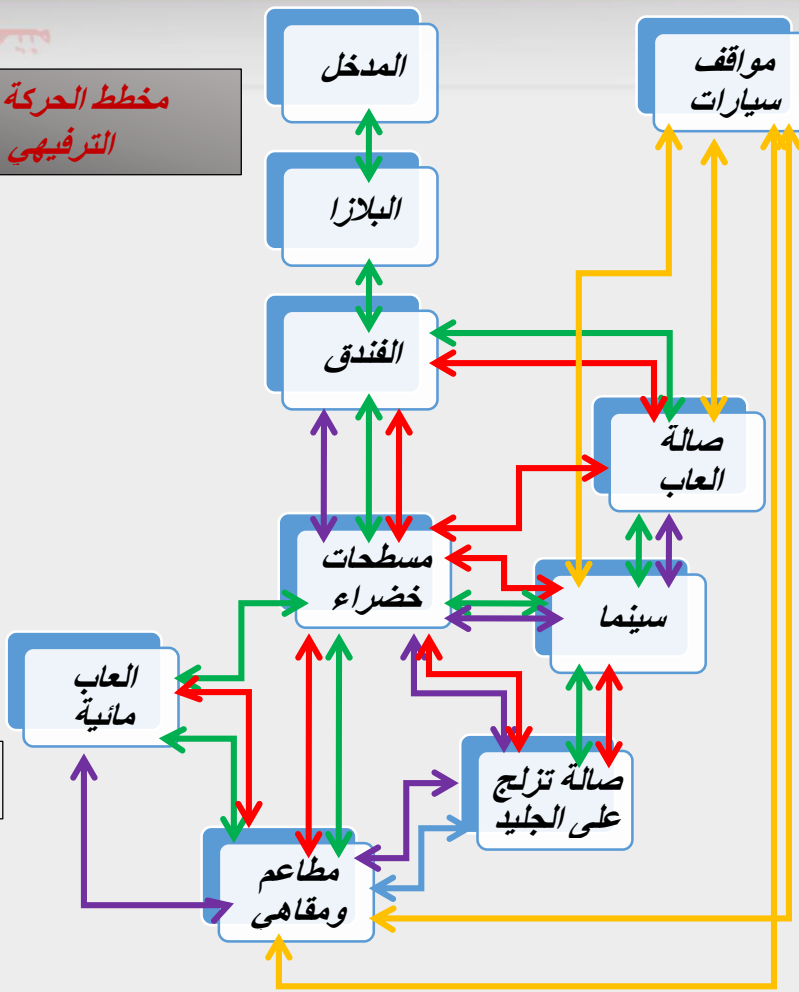 المدخل
مواقف
سيارات
مخطط الحركة
الترفيهي
البلازا
الفندق
صالة
العاب
مسطحات
خضراء
سينما
العاب
مائية
صالة تزلج
على الجليد
مطاعم
ومقاهي